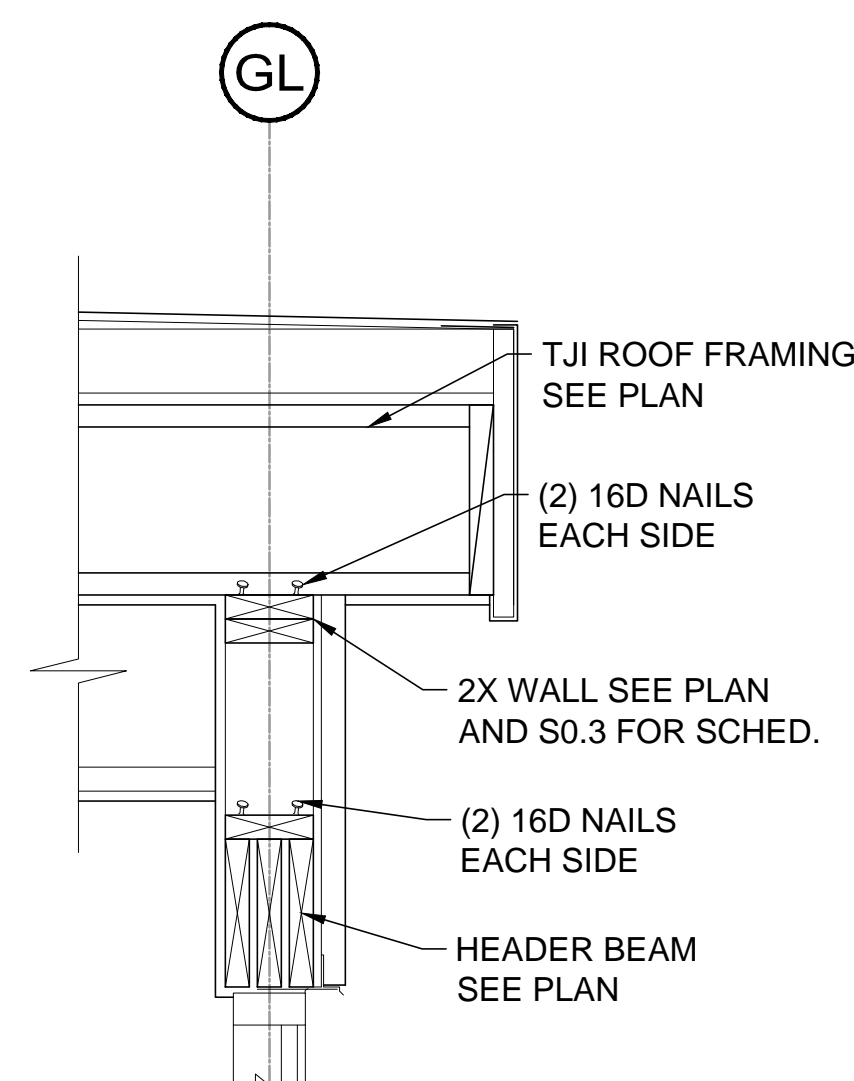 GL
TJI ROOF FRAMING
SEE PLAN
(2) 16D NAILS
EACH SIDE
2X WALL SEE PLAN
AND S0.3 FOR SCHED.
(2) 16D NAILS
EACH SIDE
HEADER BEAM
SEE PLAN